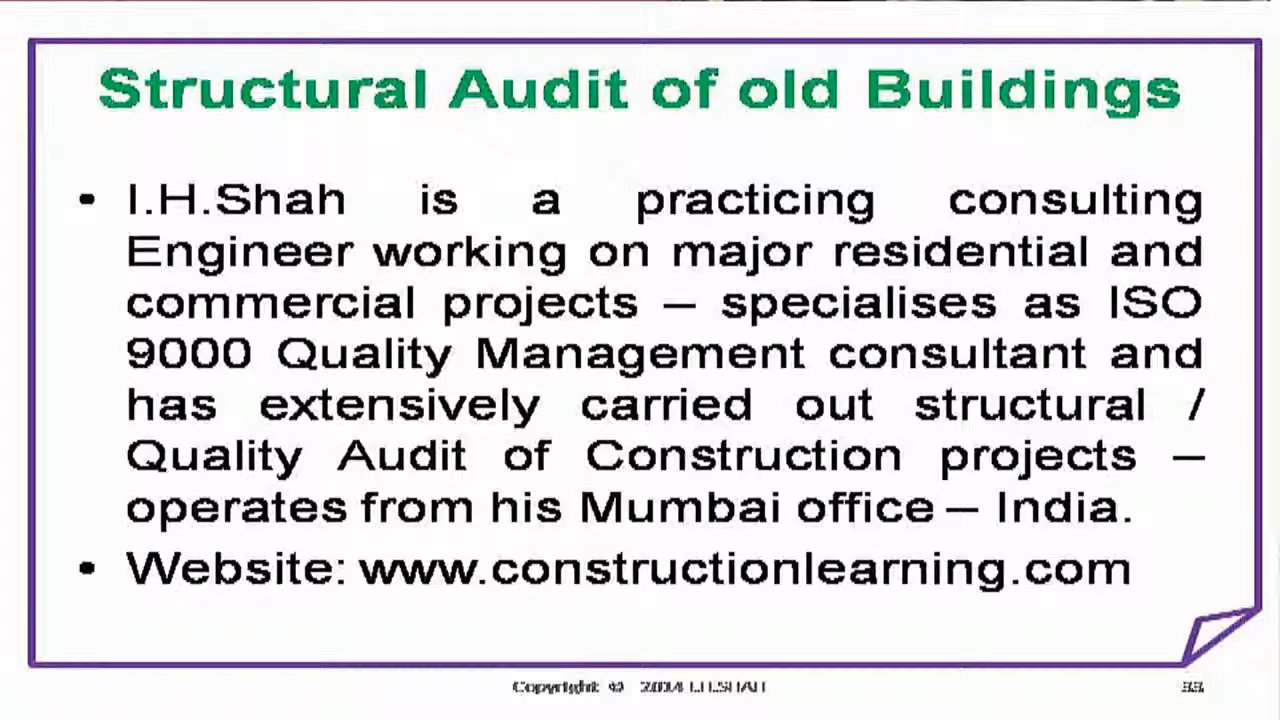 Structural Audit of old Buildings
• I.H.Shah is a practicing consulting
Engineer working on major residential and
commercial projects – specialises as ISO
9000 Quality Management consultant and
has extensively carried out structural /
Quality Audit of Construction projects –
operates from his Mumbai office – India.
• Website: www.constructionlearning.com
Copyright ©